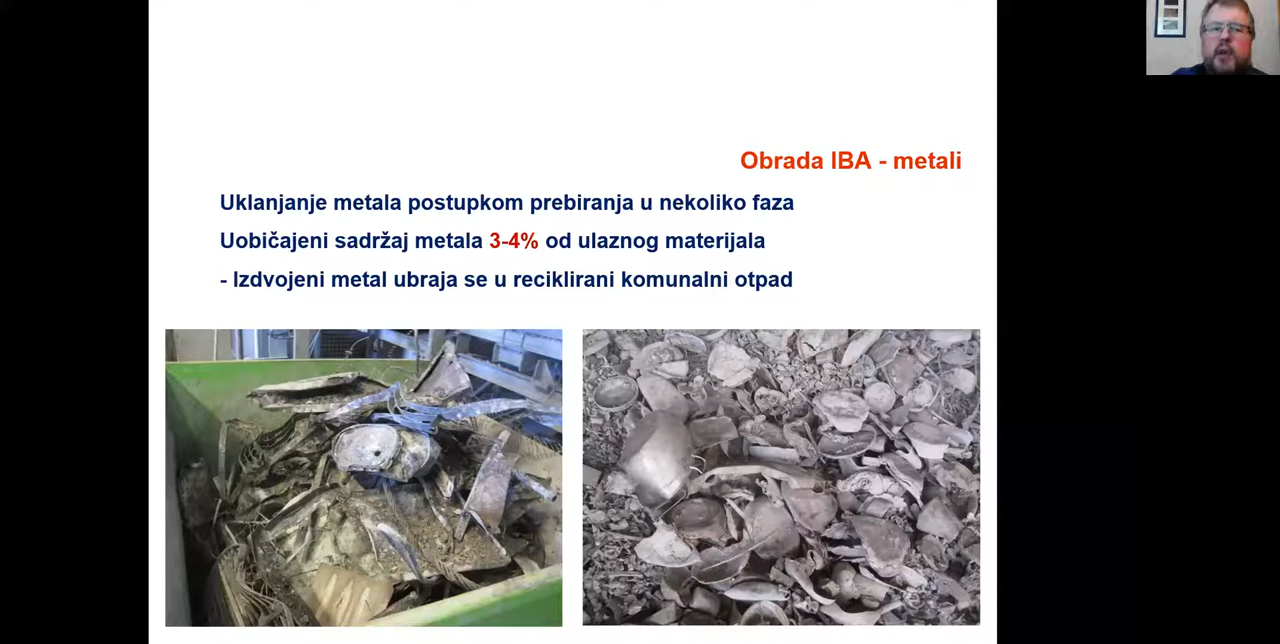 Obrada IBA - metali
Uklanjanje metala postupkom prebiranja u nekoliko faza
Uobičajeni sadržaj metala 3-4% od ulaznog materijala
- Izdvojeni metal ubraja se u reciklirani komunalni otpad